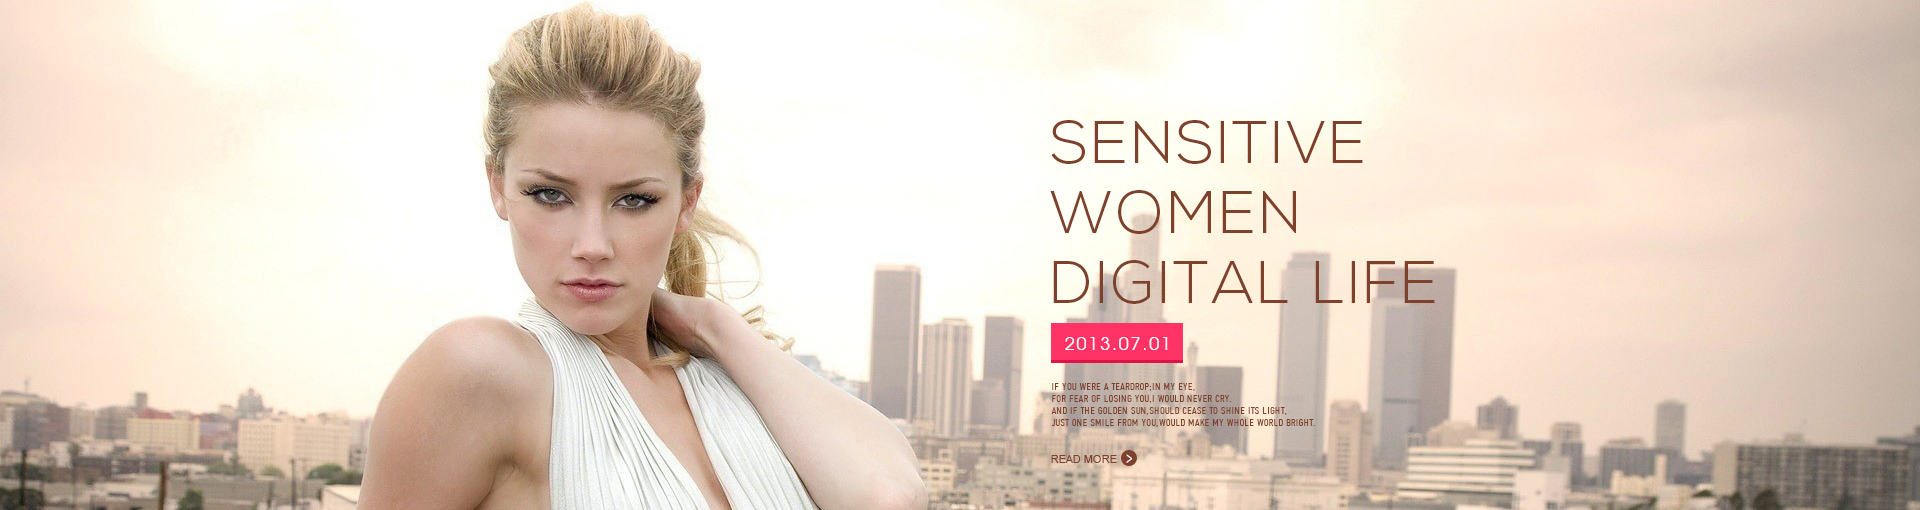 SENSITIVE
WOMEN
DIGITAL LIFE
2013.07.01
IF YOU WERE A TEARDROP;IN MY EYE,
FOR FEAR OF LOSING YOU,I WOULD NEVER CRY.
AND IF THE GOLDEN SUN,SHOULD CEASE TO SHINE ITS LIGHT,
JUST ONE SMILE FROM YOU,WOULD MAKE MY WHOLE WORLD BRIGHT.
READ MORE